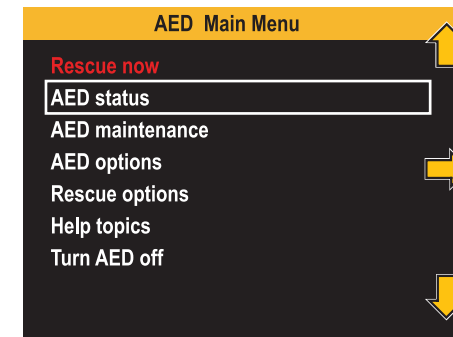 AED Main Menu
Rescue now
AED status
AED maintenance
AED options
Rescue options
Help topics
Turn AED off